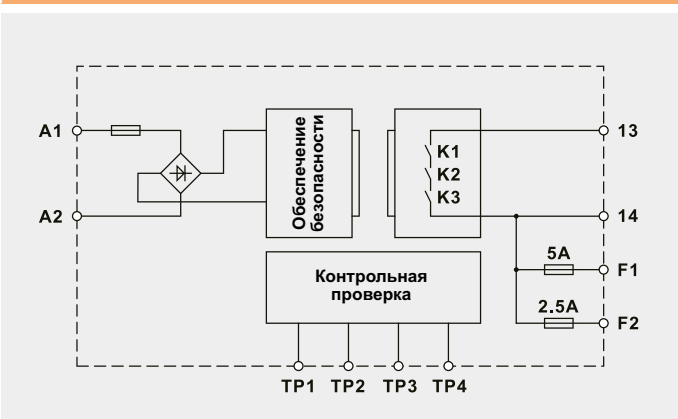 A1
A2
Обеспечение
безопасности
K1
K2
K3
13
14
5A
F1
2.5A
F2
Контрольная
проверка
TP1 TP2 TP3 TP4